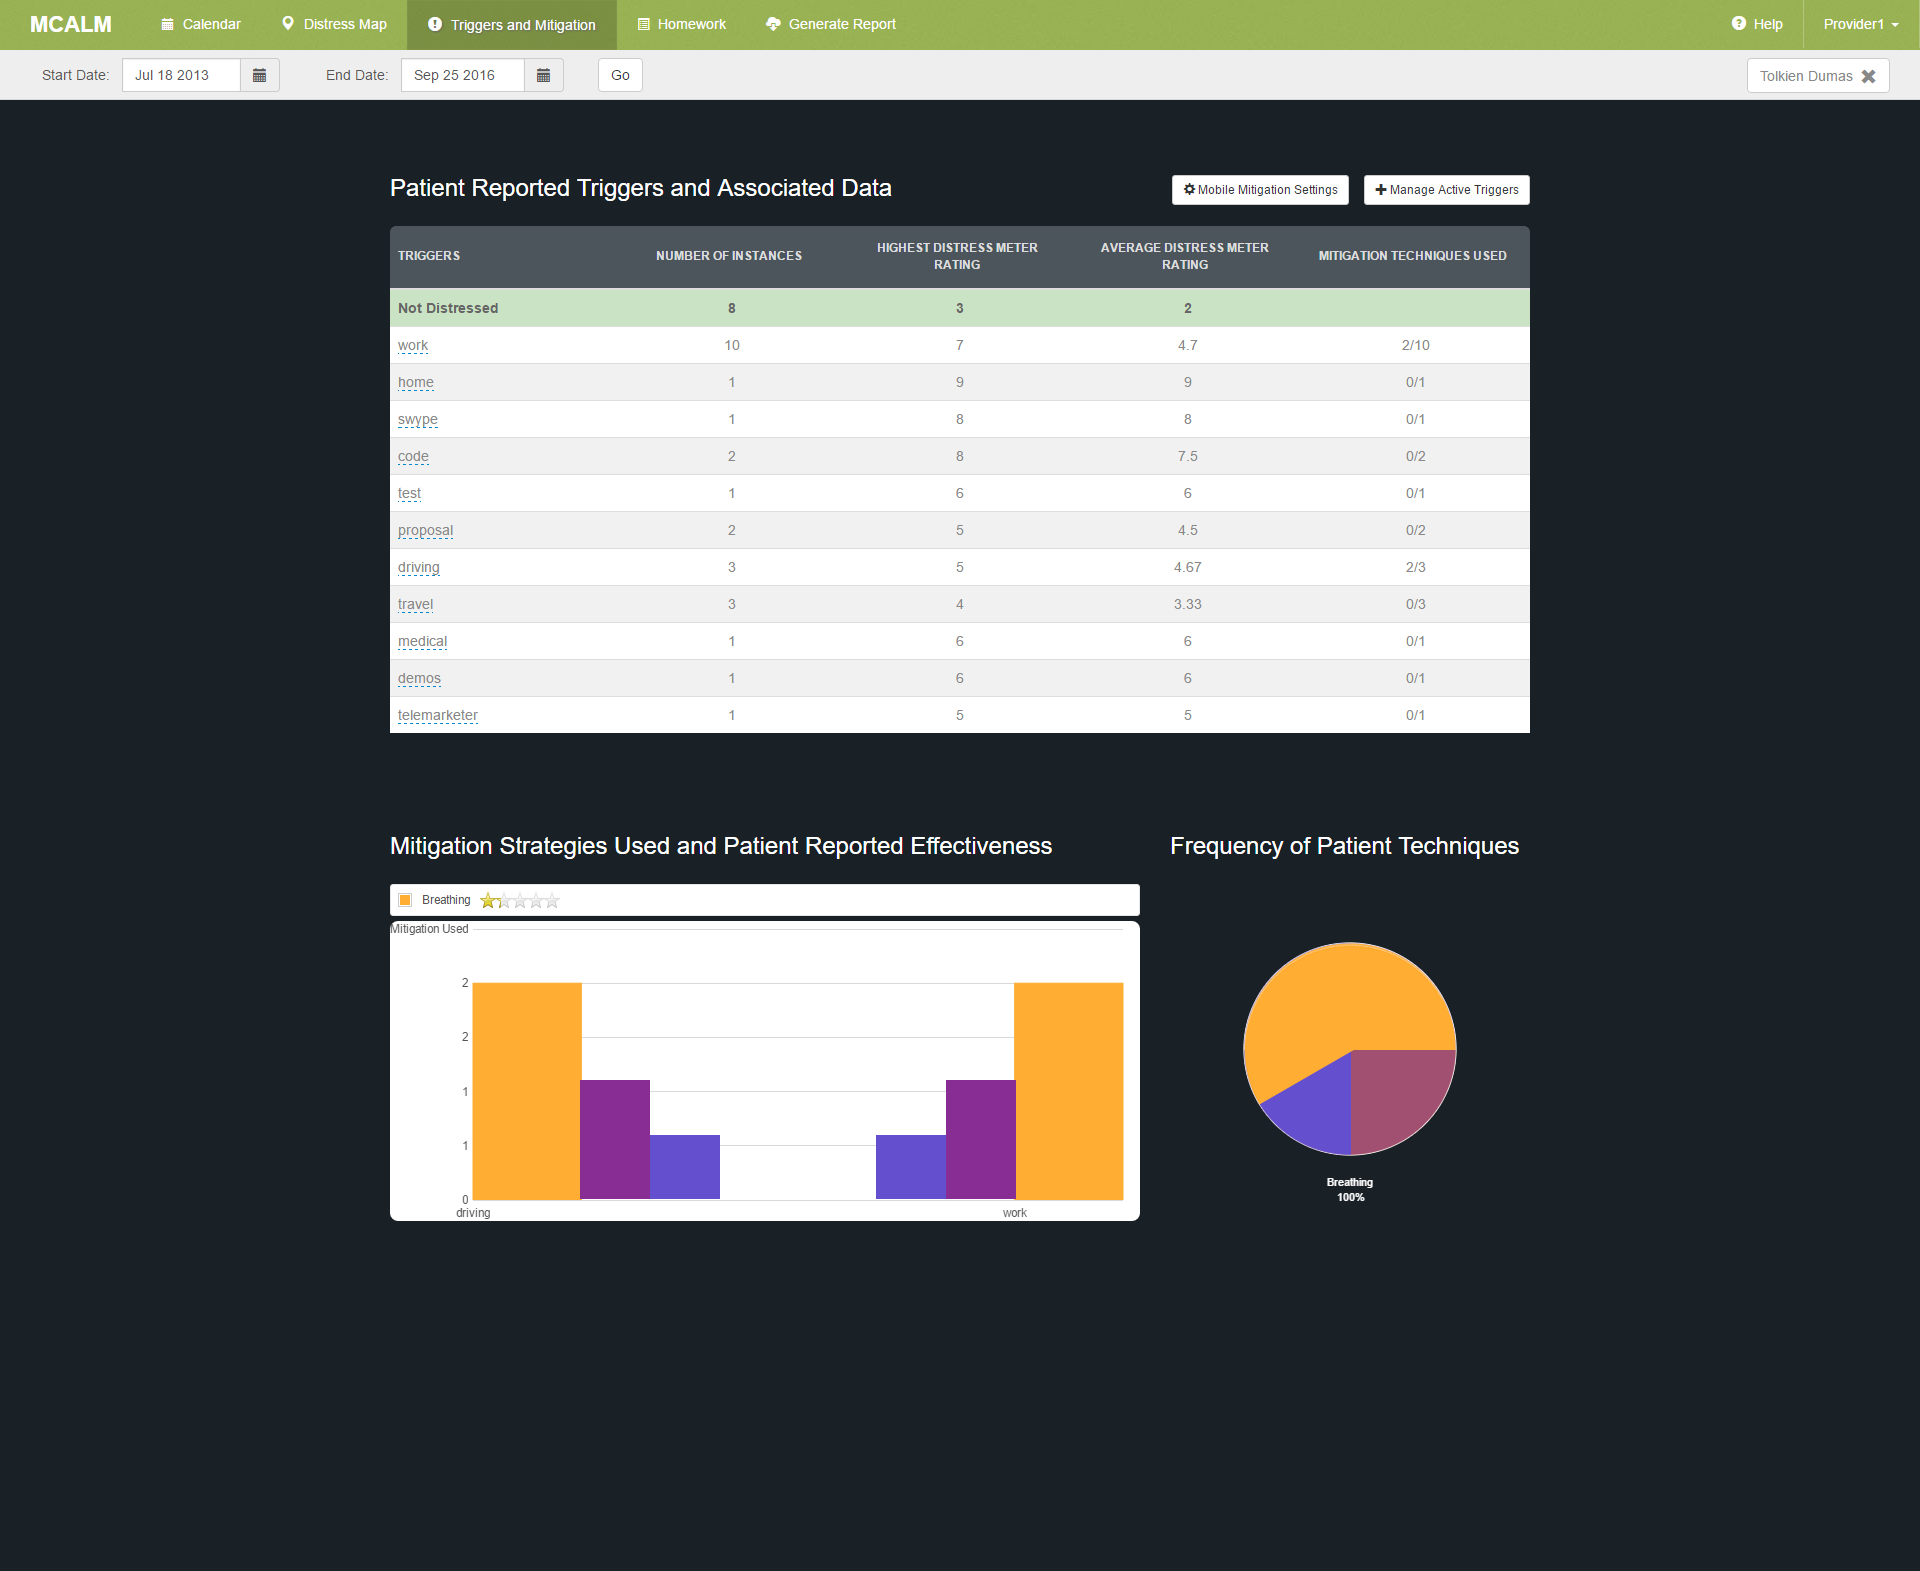 MCALM Calendar Distress Map Triggers and Mitigation Homework Generate Report Help Provider1
Start Date: Jul 18 2013 End Date: Sep 25 2016 Go Tolkien Dumas
Patient Reported Triggers and Associated Data Mobile Mitigation Settings Manage Active Triggers
TRIGGERS NUMBER OF INSTANCES HIGHEST DISTRESS METER RATING AVERAGE DISTRESS METER RATING MITIGATION TECHNIQUES USED
Not Distressed 8 3 2
work 10 7 4.7 2/10
home 1 9 9 0/1
swype 1 8 8 0/1
code 2 8 7.5 0/2
test 1 6 6 0/1
proposal 2 5 4.5 0/2
driving 3 5 4.67 2/3
travel 3 4 3.33 0/3
medical 1 6 6 0/1
demos 1 6 6 0/1
telemarketer 1 5 5 0/1
Mitigation Strategies Used and Patient Reported Effectiveness
Breathing
Mitigation Used
2
2
1
1
0
driving work
Frequency of Patient Techniques
Breathing
100%